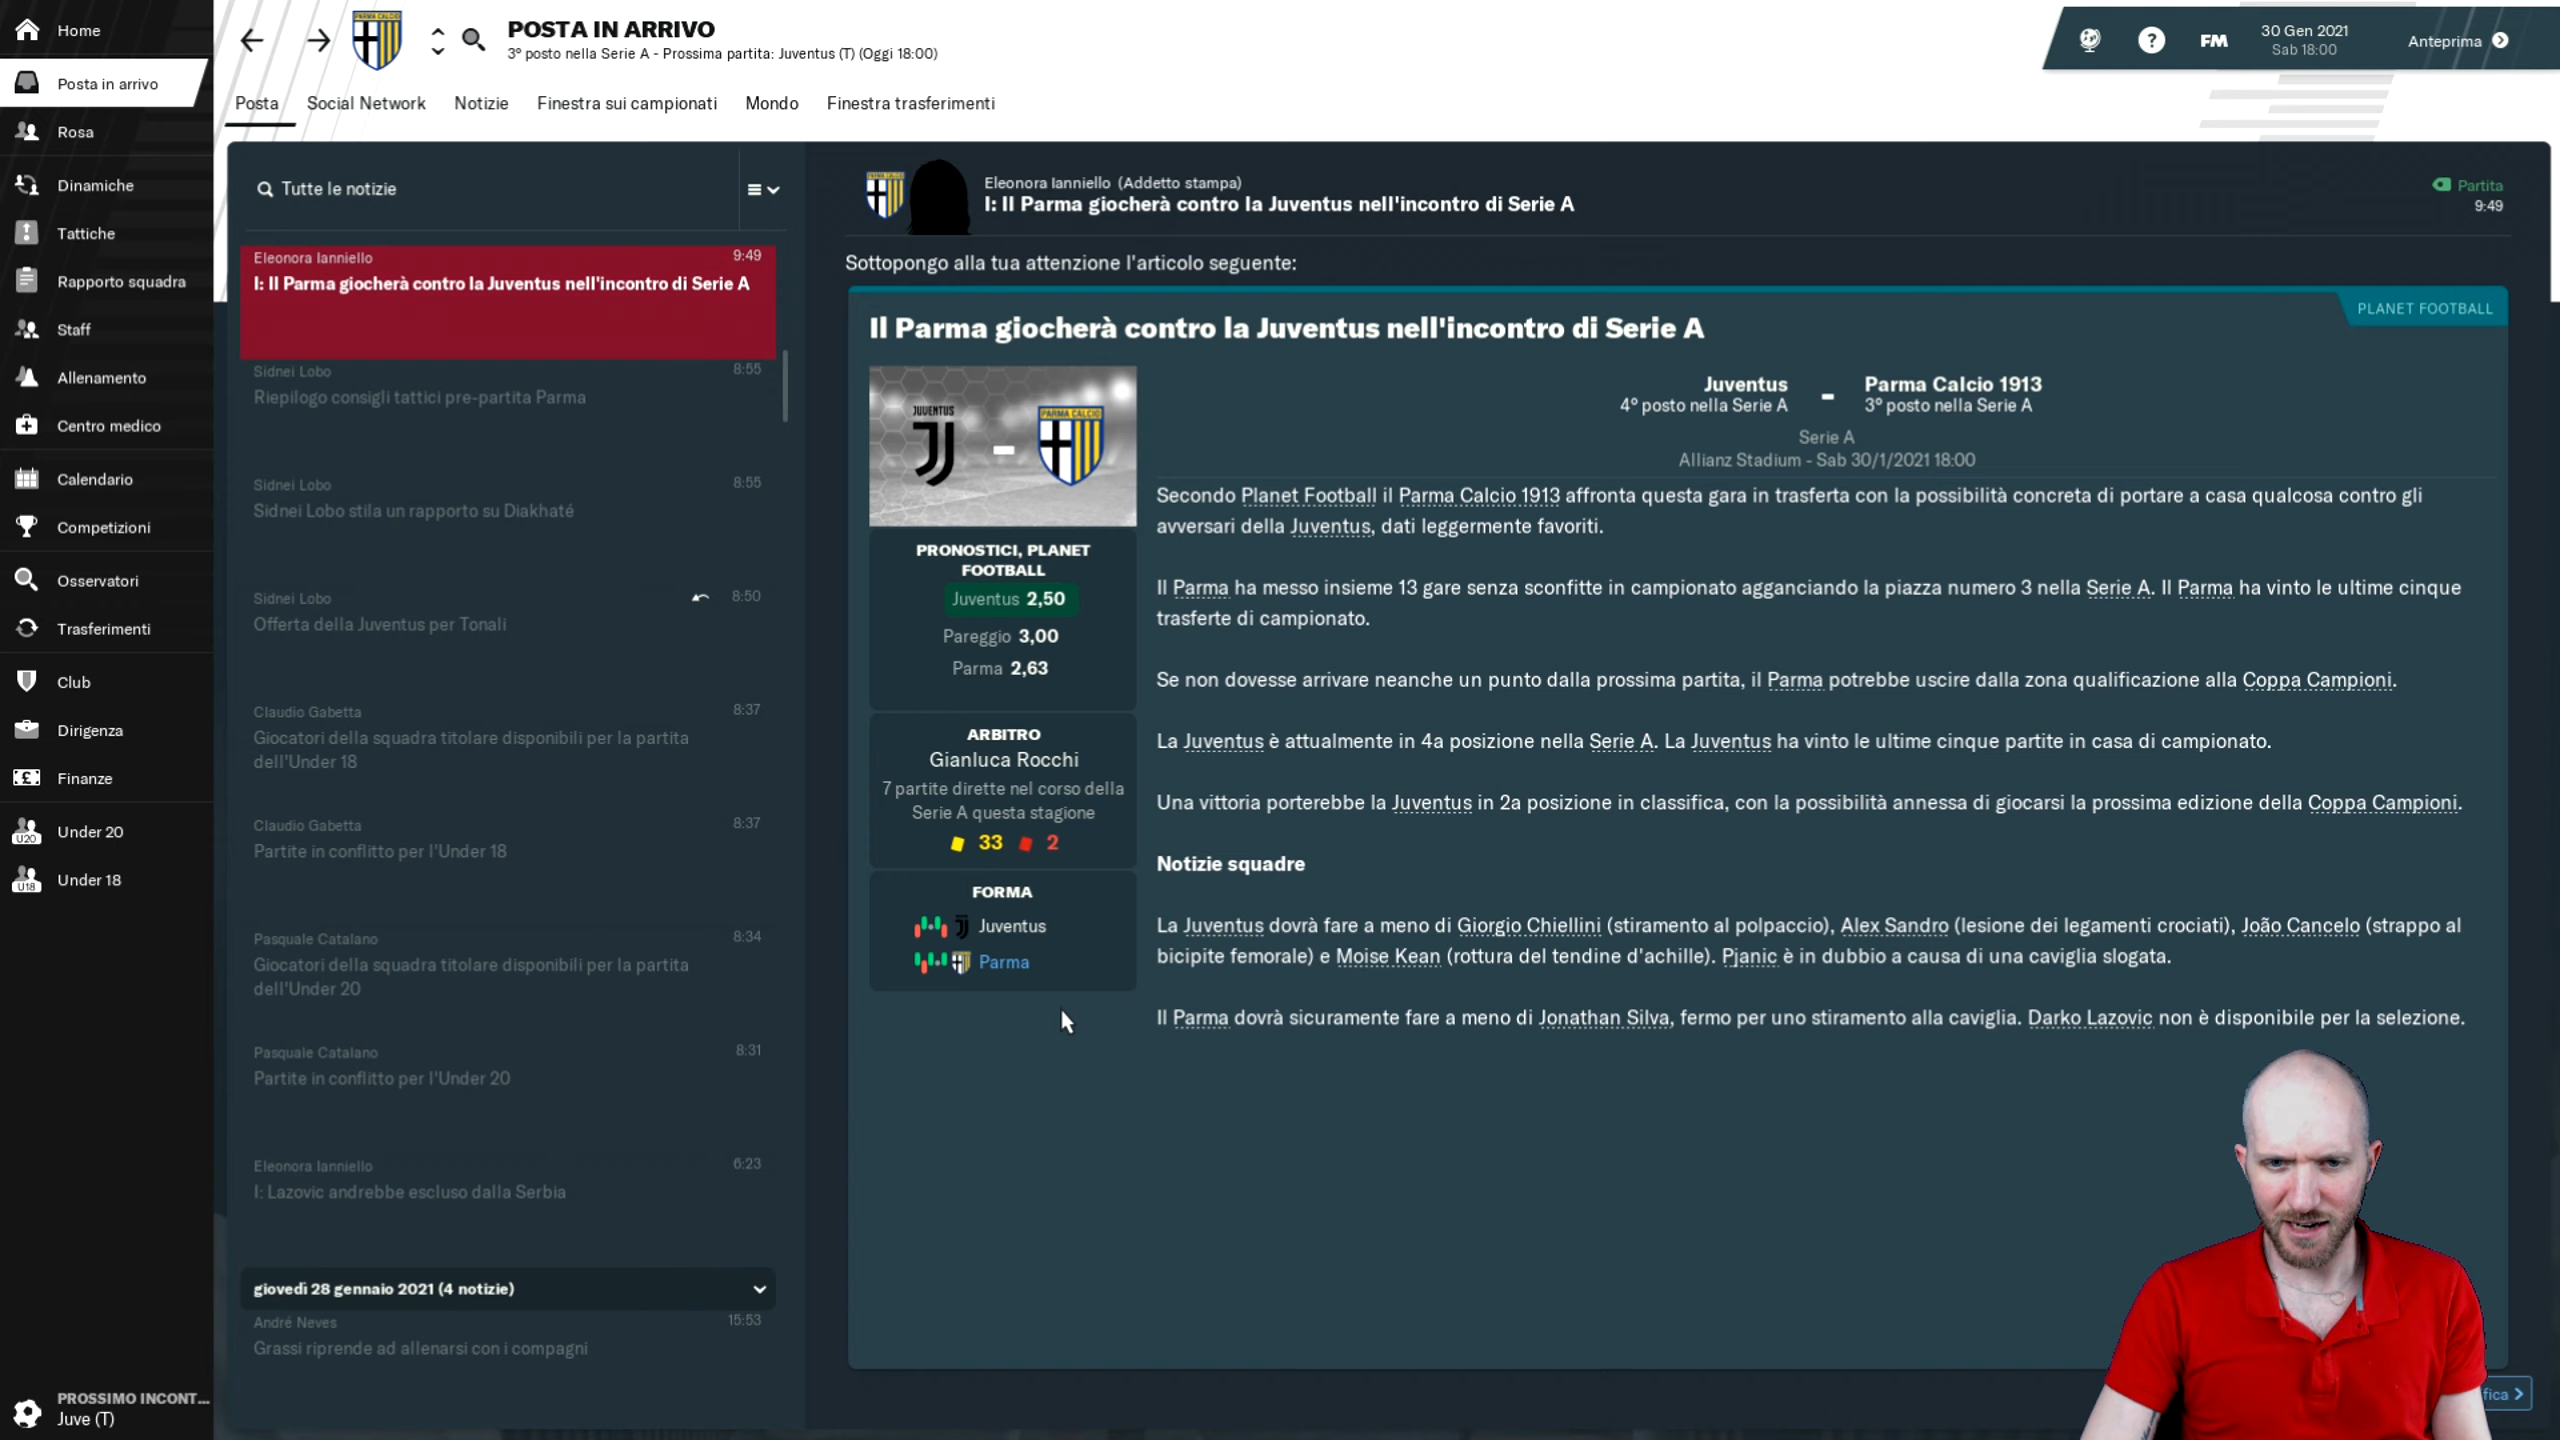 Home
Posta in arrivo
Rosa
Dinamiche
Tattiche
Rapporto squadra
Staff
Allenamento
Centro medico
Calendario
Competizioni
Osservatori
Trasferimenti
Club
Dirigenza
Finanze
U20
Under 20
U18
Under 18
PROSSIMO INCONT...
Juve (T)
POSTA IN ARRIVO
3º posto nella Serie A - Prossima partita: Juventus (T) (Oggi 18:00)
FM
30 Gen 2021
Sab 18:00
Anteprima
Posta Social Network Notizie Finestra sui campionati Mondo Finestra trasferimenti
Tutte le notizie
Eleonora Ianniello 9:49
I: Il Parma giocherà contro la Juventus nell'incontro di Serie A
Sidnei Lobo 8:55
Riepilogo consigli tattici pre-partita Parma
Sidnei Lobo 8:55
Sidnei Lobo stila un rapporto su Diakhaté
Sidnei Lobo 8:50
Offerta della Juventus per Tonali
Claudio Gabetta 8:37
Giocatori della squadra titolare disponibili per la partita
dell'Under 18
Claudio Gabetta 8:37
Partite in conflitto per l'Under 18
Pasquale Catalano 8:34
Giocatori della squadra titolare disponibili per la partita
dell'Under 20
Pasquale Catalano 8:31
Partite in conflitto per l'Under 20
Eleonora Ianniello 6:23
I: Lazovic andrebbe escluso dalla Serbia
giovedì 28 gennaio 2021 (4 notizie)
André Neves 15:53
Grassi riprende ad allenarsi con i compagni
Eleonora Ianniello (Addetto stampa)
I: Il Parma giocherà contro la Juventus nell'incontro di Serie A
Partita
9:49
Sottopongo alla tua attenzione l'articolo seguente:
PLANET FOOTBALL
Il Parma giocherà contro la Juventus nell'incontro di Serie A
JUVENTUS
PARMA CALCIO
PRONOSTICI, PLANET
FOOTBALL
Juventus 2,50
Pareggio 3,00
Parma 2,63
ARBITRO
Gianluca Rocchi
7 partite dirette nel corso della
Serie A questa stagione
33 2
FORMA
Juventus
Parma
Juventus - Parma Calcio 1913
4º posto nella Serie A 3º posto nella Serie A
Serie A
Allianz Stadium - Sab 30/1/2021 18:00
Secondo Planet Football il Parma Calcio 1913 affronta questa gara in trasferta con la possibilità concreta di portare a casa qualcosa contro gli
avversari della Juventus, dati leggermente favoriti.
Il Parma ha messo insieme 13 gare senza sconfitte in campionato agganciando la piazza numero 3 nella Serie A. Il Parma ha vinto le ultime cinque
trasferte di campionato.
Se non dovesse arrivare neanche un punto dalla prossima partita, il Parma potrebbe uscire dalla zona qualificazione alla Coppa Campioni.
La Juventus è attualmente in 4a posizione nella Serie A. La Juventus ha vinto le ultime cinque partite in casa di campionato.
Una vittoria porterebbe la Juventus in 2a posizione in classifica, con la possibilità annessa di giocarsi la prossima edizione della Coppa Campioni.
Notizie squadre
La Juventus dovrà fare a meno di Giorgio Chiellini (stiramento al polpaccio), Alex Sandro (lesione dei legamenti crociati), João Cancelo (strappo al
bicipite femorale) e Moise Kean (rottura del tendine d'achille). Pjanic è in dubbio a causa di una caviglia slogata.
Il Parma dovrà sicuramente fare a meno di Jonathan Silva, fermo per uno stiramento alla caviglia. Darko Lazovic non è disponibile per la selezione.
fica